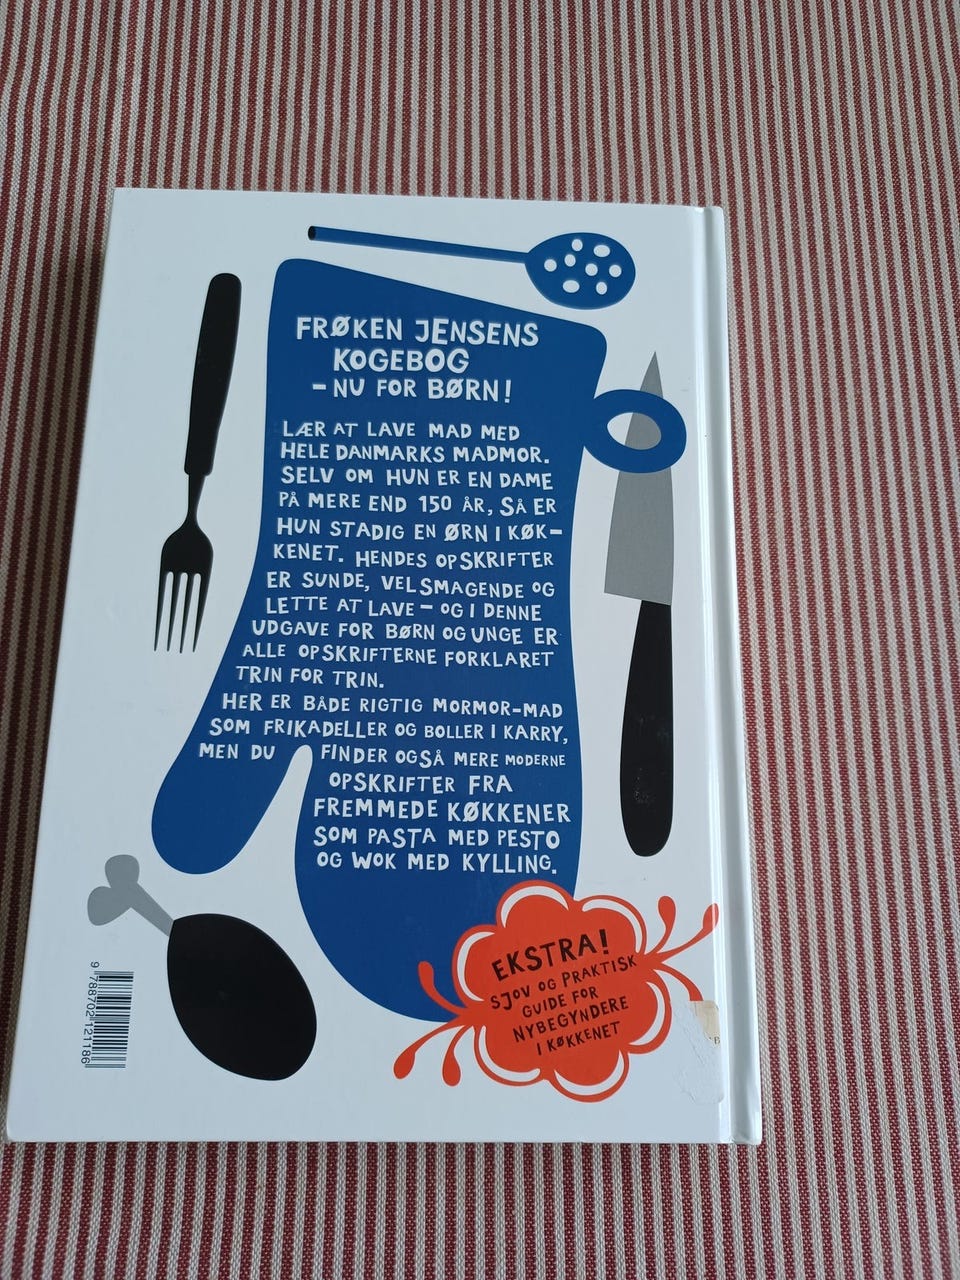 FRØKEN JENSENS
KOGEBOG
- NU FOR BØRN!
LÆR AT LAVE MAD MED
HELE DANMARKS MADMOR.
SELV OM HUN ER EN DAME
PÅ MERE END 150 ÅR, SÅ ER
HUN STADIG EN ØRN I KØK-
KENET. HENDES OPSKRIFTER
ER SUNDE, VELSMAGENDE OG
LETTE AT LAVE - OG I DENNE
UDGAVE FOR BØRN OG UNGE ER
ALLE OPSKRIFTERNE FORKLARET
TRIN FOR TRIN.
HER ER BÅDE RIGTIG MORMOR-MAD
SOM FRIKADELLER OG BOLLER I KARRY,
MEN DU FINDER OGSÅ MERE MODERNE
OPSKRIFTER FRA
FREMMEDE KØKKENER
SOM PASTA MED PESTO
OG WOK MED KYLLING.
EKSTRA!
SJOV OG PRAKTISK
GUIDE FOR
NYBEGYNDERE
I KØKKENET
9 788702 121186
B